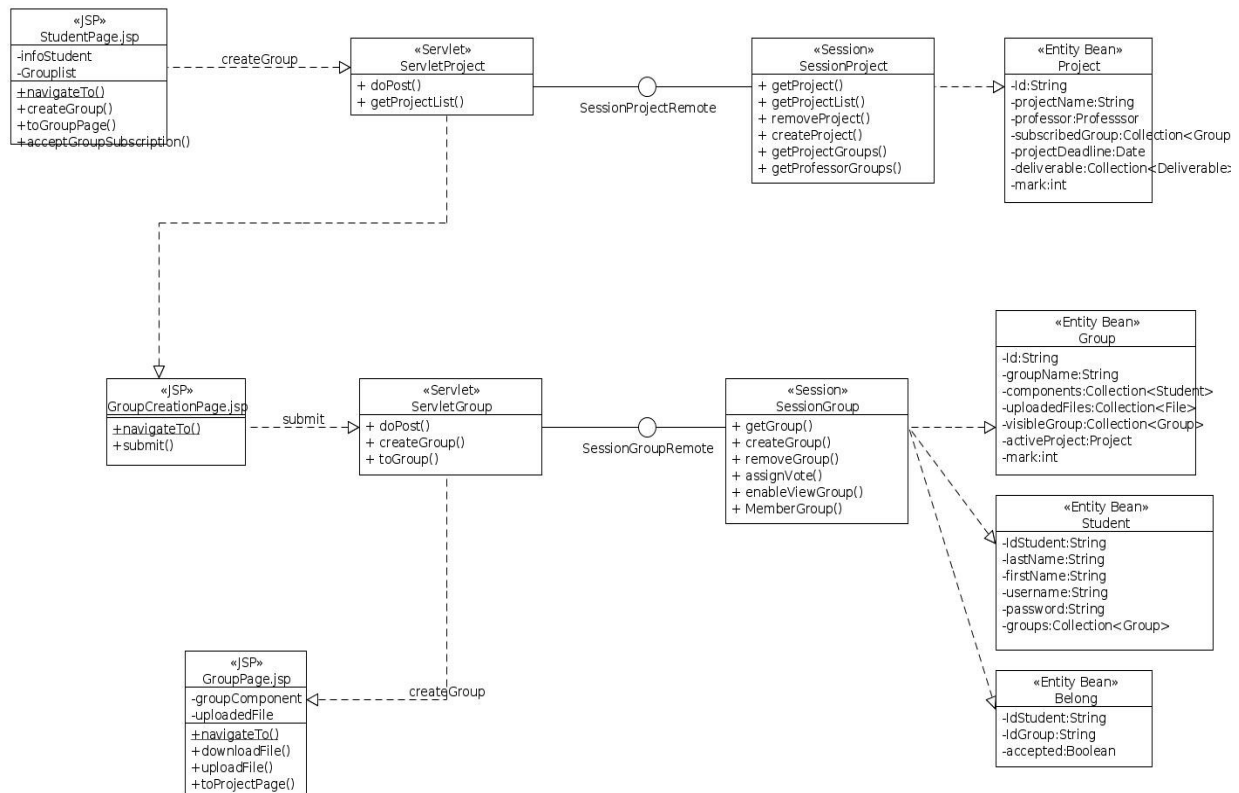 «JSP»
StudentPage.jsp
-infoStudent
-Grouplist
+navigateTo()
+createGroup()
+toGroupPage()
+acceptGroupSubscription()
createGroup
«Servlet»
ServletProject
+ doPost()
+ getProjectList()
SessionProjectRemote
«Session»
SessionProject
+ getProject()
+ getProjectList()
+ removeProject()
+ createProject()
+ getProjectGroups()
+ getProfessorGroups()
«Entity Bean»
Project
-Id:String
-projectName:String
-professor:Professsor
-subscribedGroup:Collection<Group
-projectDeadline:Date
-deliverable:Collection<Deliverable>
-mark:int
«JSP»
GroupCreationPage.jsp
+navigateTo()
+submit()
submit
«Servlet»
ServletGroup
+ doPost()
+ createGroup()
+ toGroup()
SessionGroupRemote
«Session»
SessionGroup
+ getGroup()
+ createGroup()
+ removeGroup()
+ assignVote()
+ enableViewGroup()
+ MemberGroup()
«Entity Bean»
Group
-Id:String
-groupName:String
-components:Collection<Student>
-uploadedFiles:Collection<File>
-visibleGroup:Collection<Group>
-activeProject:Project
-mark:int
«Entity Bean»
Student
-IdStudent:String
-lastName:String
-firstName:String
-username:String
-password:String
-groups:Collection<Group>
«Entity Bean»
Belong
-IdStudent:String
-IdGroup:String
-accepted:Boolean
«JSP»
GroupPage.jsp
-groupComponent
-uploadedFile
+navigateTo()
+downloadFile()
+uploadFile()
+toProjectPage()
createGroup